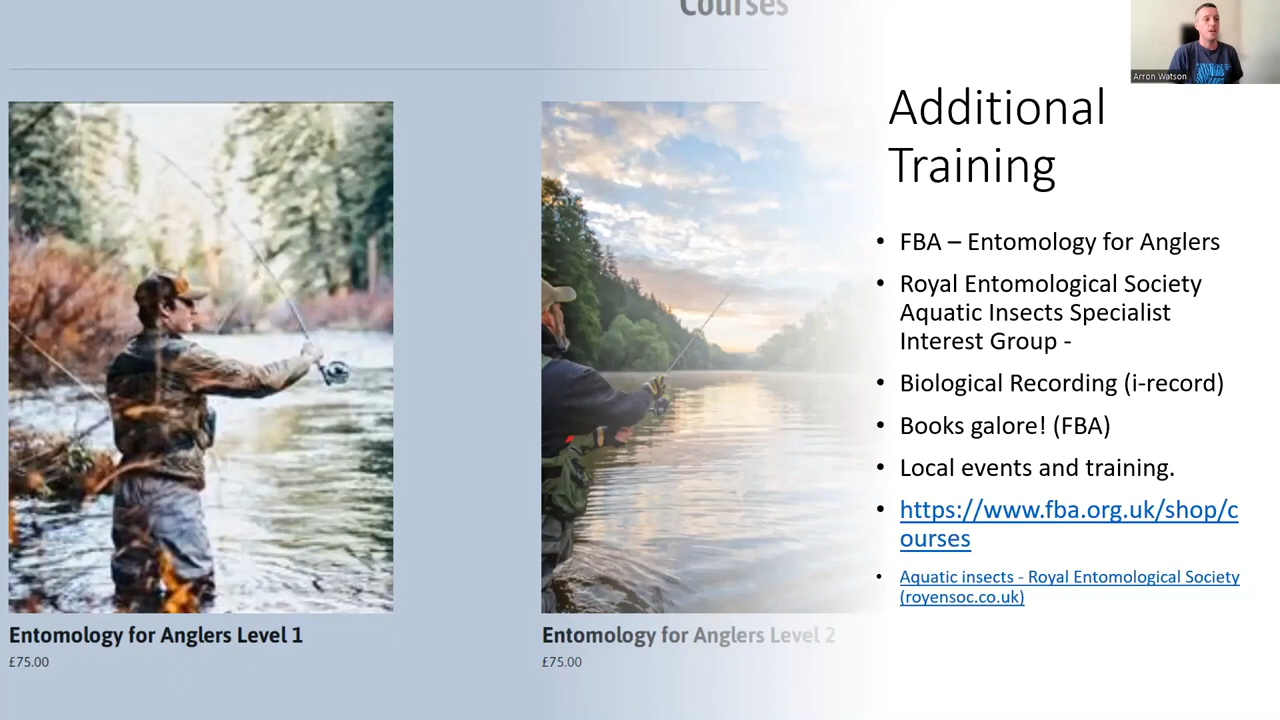 Courses
Arron Watson
Additional
Training
• FBA – Entomology for Anglers
• Royal Entomological Society
Aquatic Insects Specialist
Interest Group -
• Biological Recording (i-record)
• Books galore! (FBA)
• Local events and training.
• https://www.fba.org.uk/shop/c
ourses
• Aquatic insects - Royal Entomological Society
(royensoc.co.uk)
Entomology for Anglers Level 1
£75.00
Entomology for Anglers Level 2
£75.00